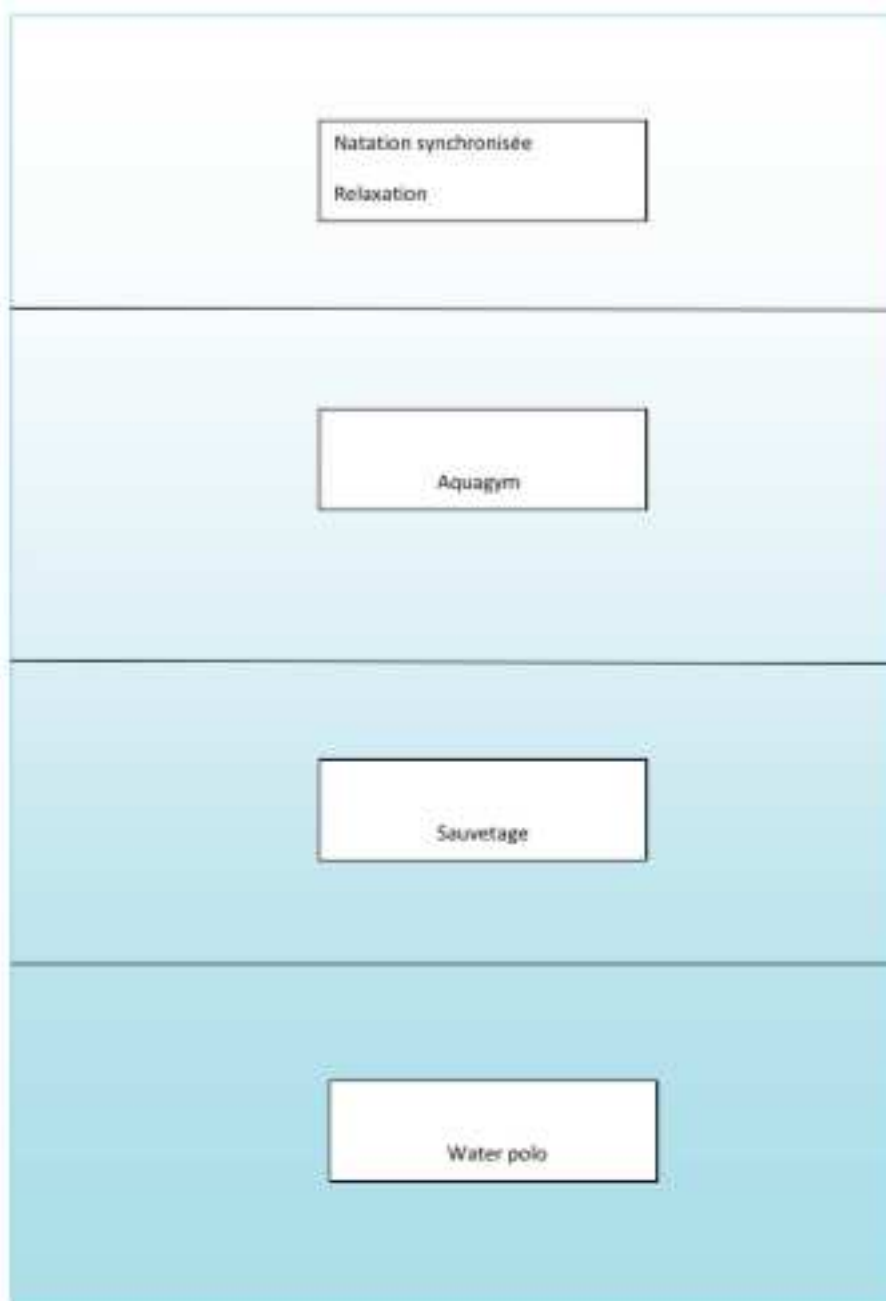 Natation synchronisée
Relaxation
Aquagym
Sauvetage
Water polo